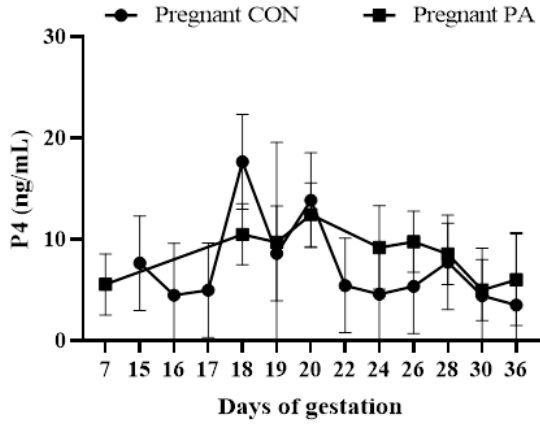 Pregnant CON Pregnant PA
30
20
10
0
P4 (ng/mL)
7 15 16 17 18 19 20 22 24 26 28 30 36
Days of gestation